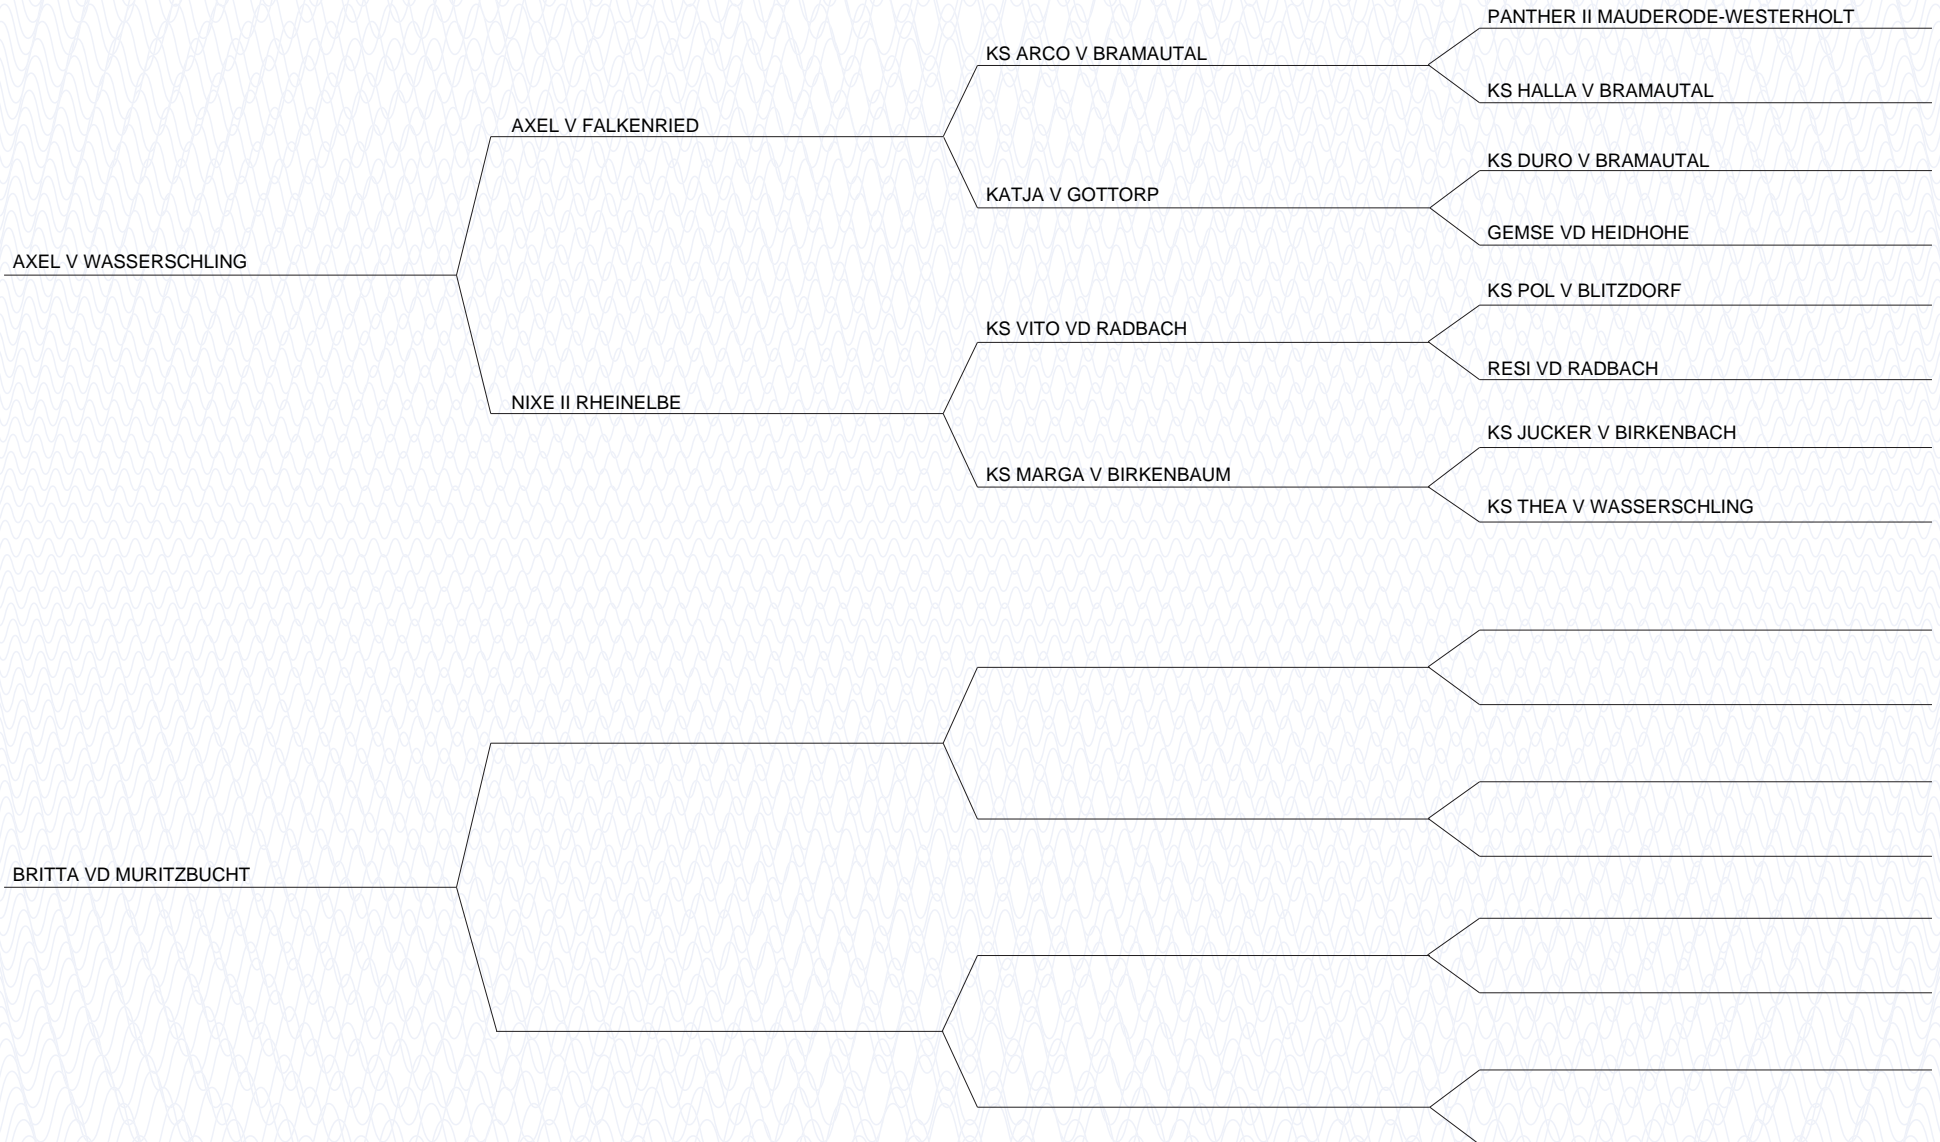 PANTHER II MAUDERODE-WESTERHOLT
KS ARCO V BRAMAUTAL
KS HALLA V BRAMAUTAL
AXEL V FALKENRIED
KS DURO V BRAMAUTAL
KATJA V GOTTORP
GEMSE VD HEIDHOHE
AXEL V WASSERSCHLING
KS POL V BLITZDORF
KS VITO VD RADBACH
RESI VD RADBACH
NIXE II RHEINELBE
KS JUCKER V BIRKENBACH
KS MARGA V BIRKENBAUM
KS THEA V WASSERSCHLING
BRITTA VD MURITZBUCHT